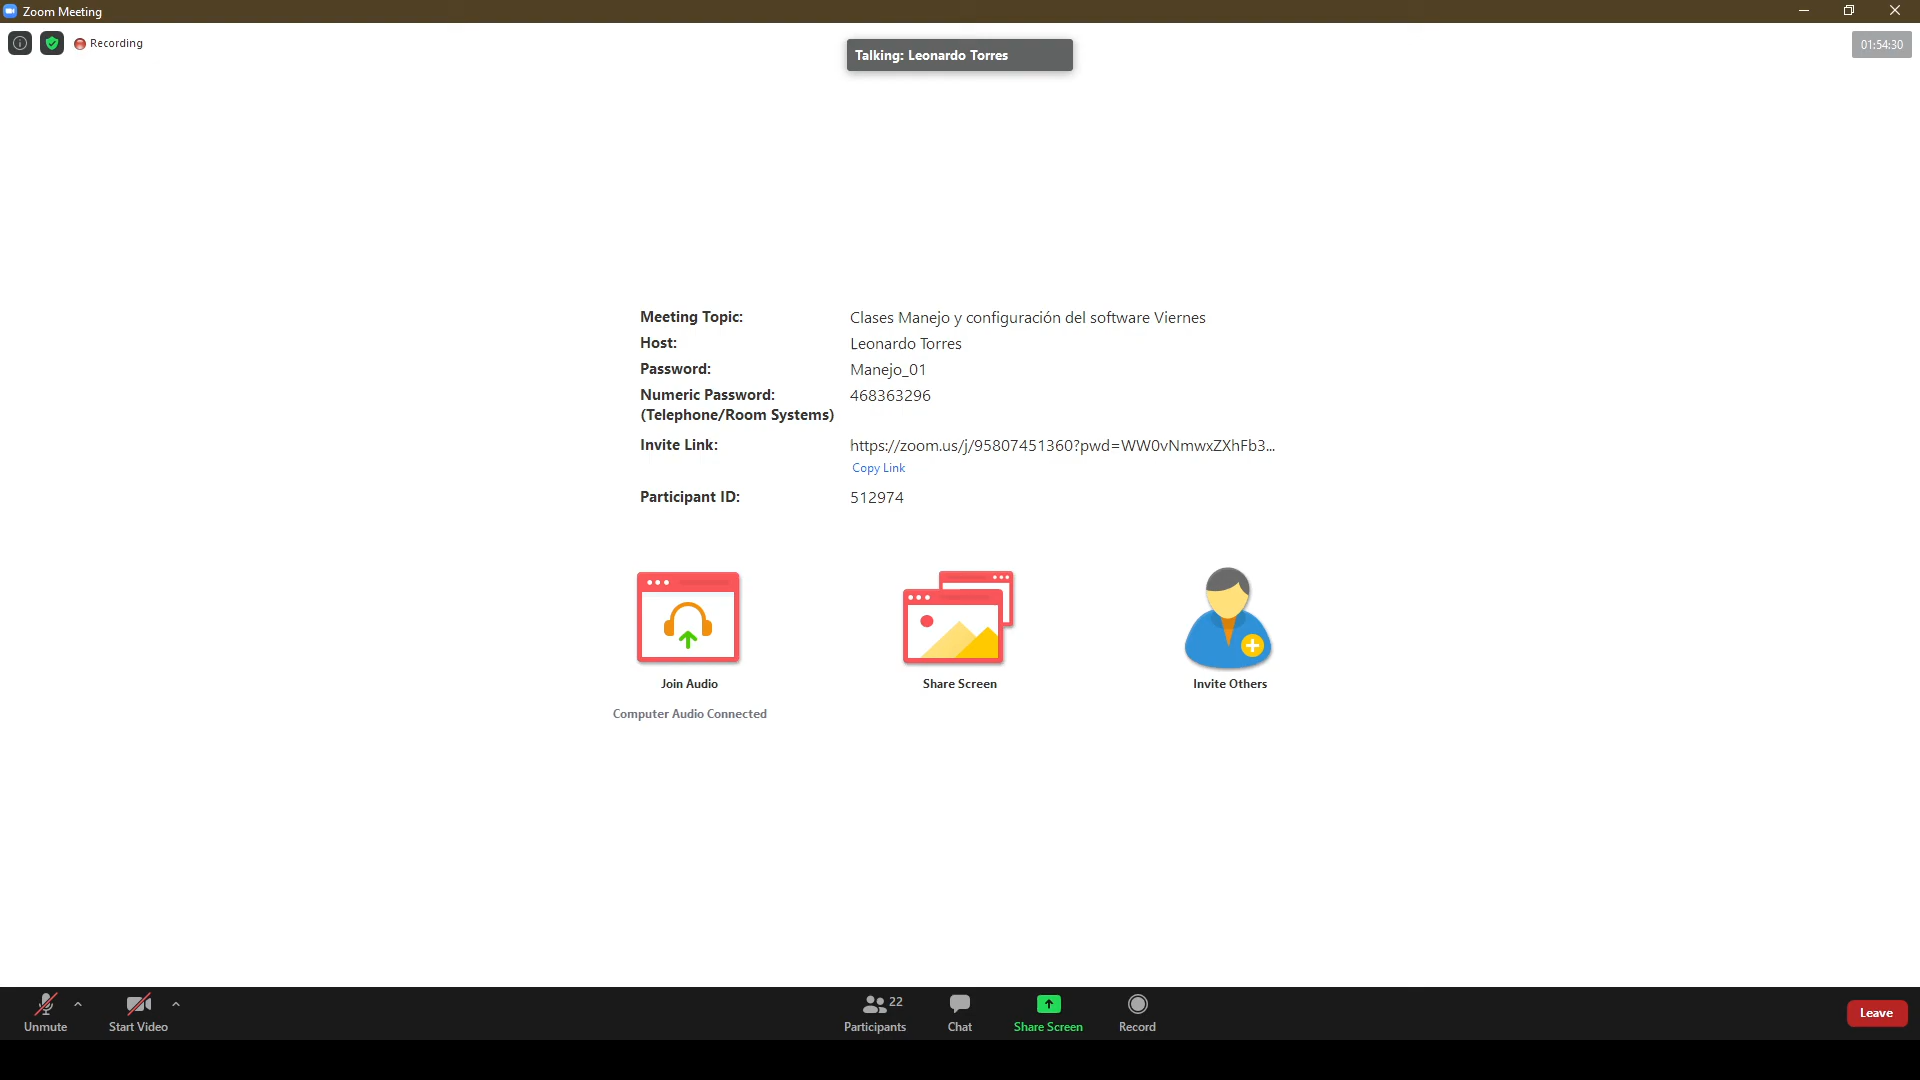 Zoom Meeting
Recording
Talking: Leonardo Torres
01:54:30
Meeting Topic: Clases Manejo y configuración del software Viernes
Host: Leonardo Torres
Password: Manejo_01
Numeric Password: 468363296
(Telephone/Room Systems)
Invite Link: https://zoom.us/j/95807451360?pwd=WW0vNmwxZXhFb3...
Copy Link
Participant ID: 512974
Join Audio
Share Screen
Invite Others
Computer Audio Connected
Unmute
Start Video
22
Participants
Chat
Share Screen
Record
Leave